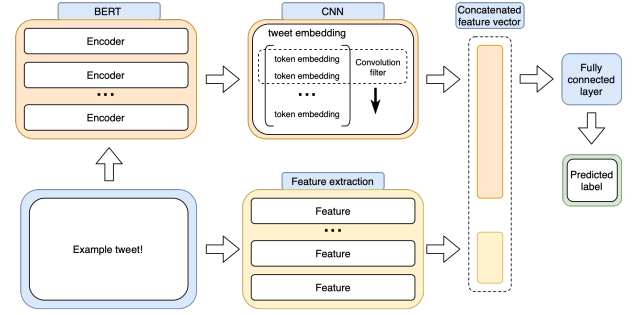 BERT
Encoder
Encoder
...
Encoder
CNN
tweet embedding
token embedding
token embedding
...
token embedding
Convolution
filter
Concatenated
feature vector
Fully
connected
layer
Predicted
label
Example tweet!
Feature extraction
Feature
...
Feature
Feature